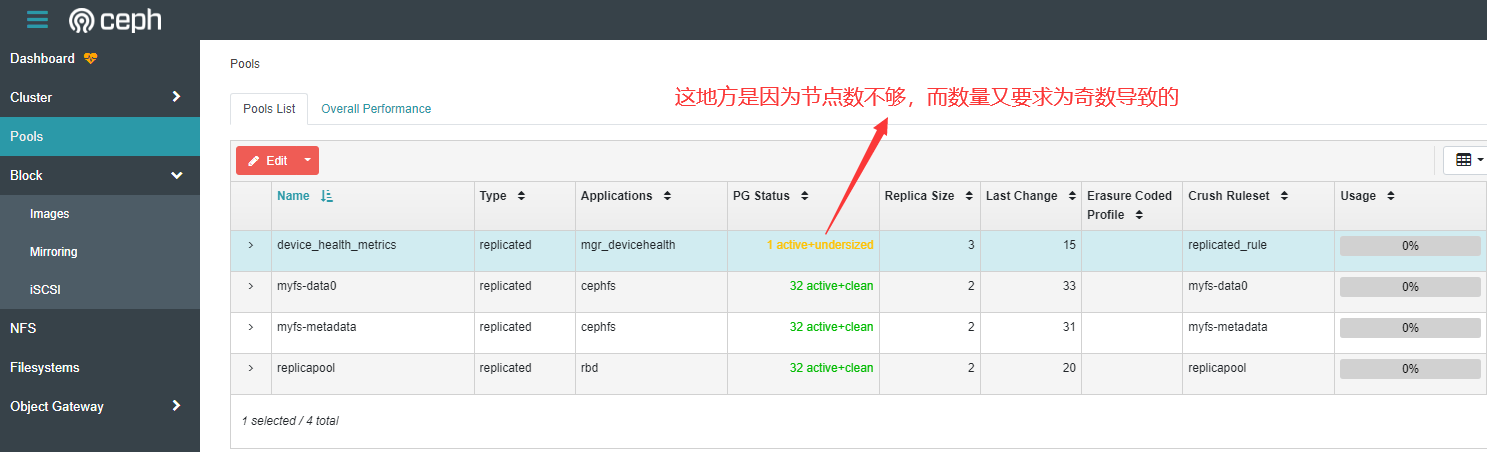 ceph
Dashboard
Cluster
Pools
Block
Images
Mirroring
iSCSI
NFS
Filesystems
Object Gateway
Pools
Pools List Overall Performance
这地方是因为节点数不够，而数量又要求为奇数导致的
Edit
Name Type Applications PG Status Replica Size Last Change Erasure Coded Profile Crush Ruleset Usage
device_health_metrics replicated mgr_devicehealth 1 active+undersized 3 15 replicated_rule 0%
myfs-data0 replicated cephfs 32 active+clean 2 33 myfs-data0 0%
myfs-metadata replicated cephfs 32 active+clean 2 31 myfs-metadata 0%
replicapool replicated rbd 32 active+clean 2 20 replicapool 0%
1 selected / 4 total